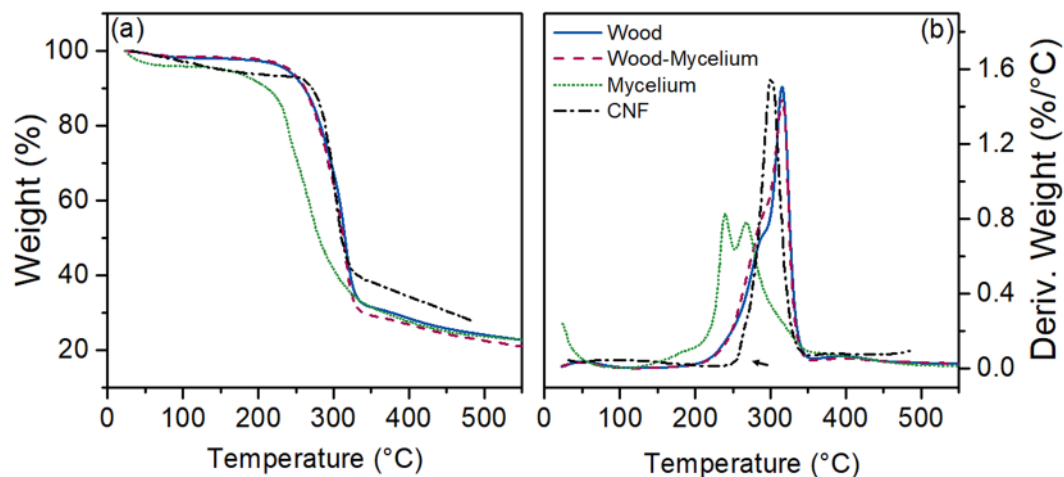 (a)
100
80
60
40
20
Weight (%)
0 100 200 300 400 500
Temperature (°C)
(b)
Wood
Wood-Mycelium
Mycelium
CNF
1.6
1.2
0.8
0.4
0.0
Deriv. Weight (%/°C)
0 100 200 300 400 500
Temperature (°C)